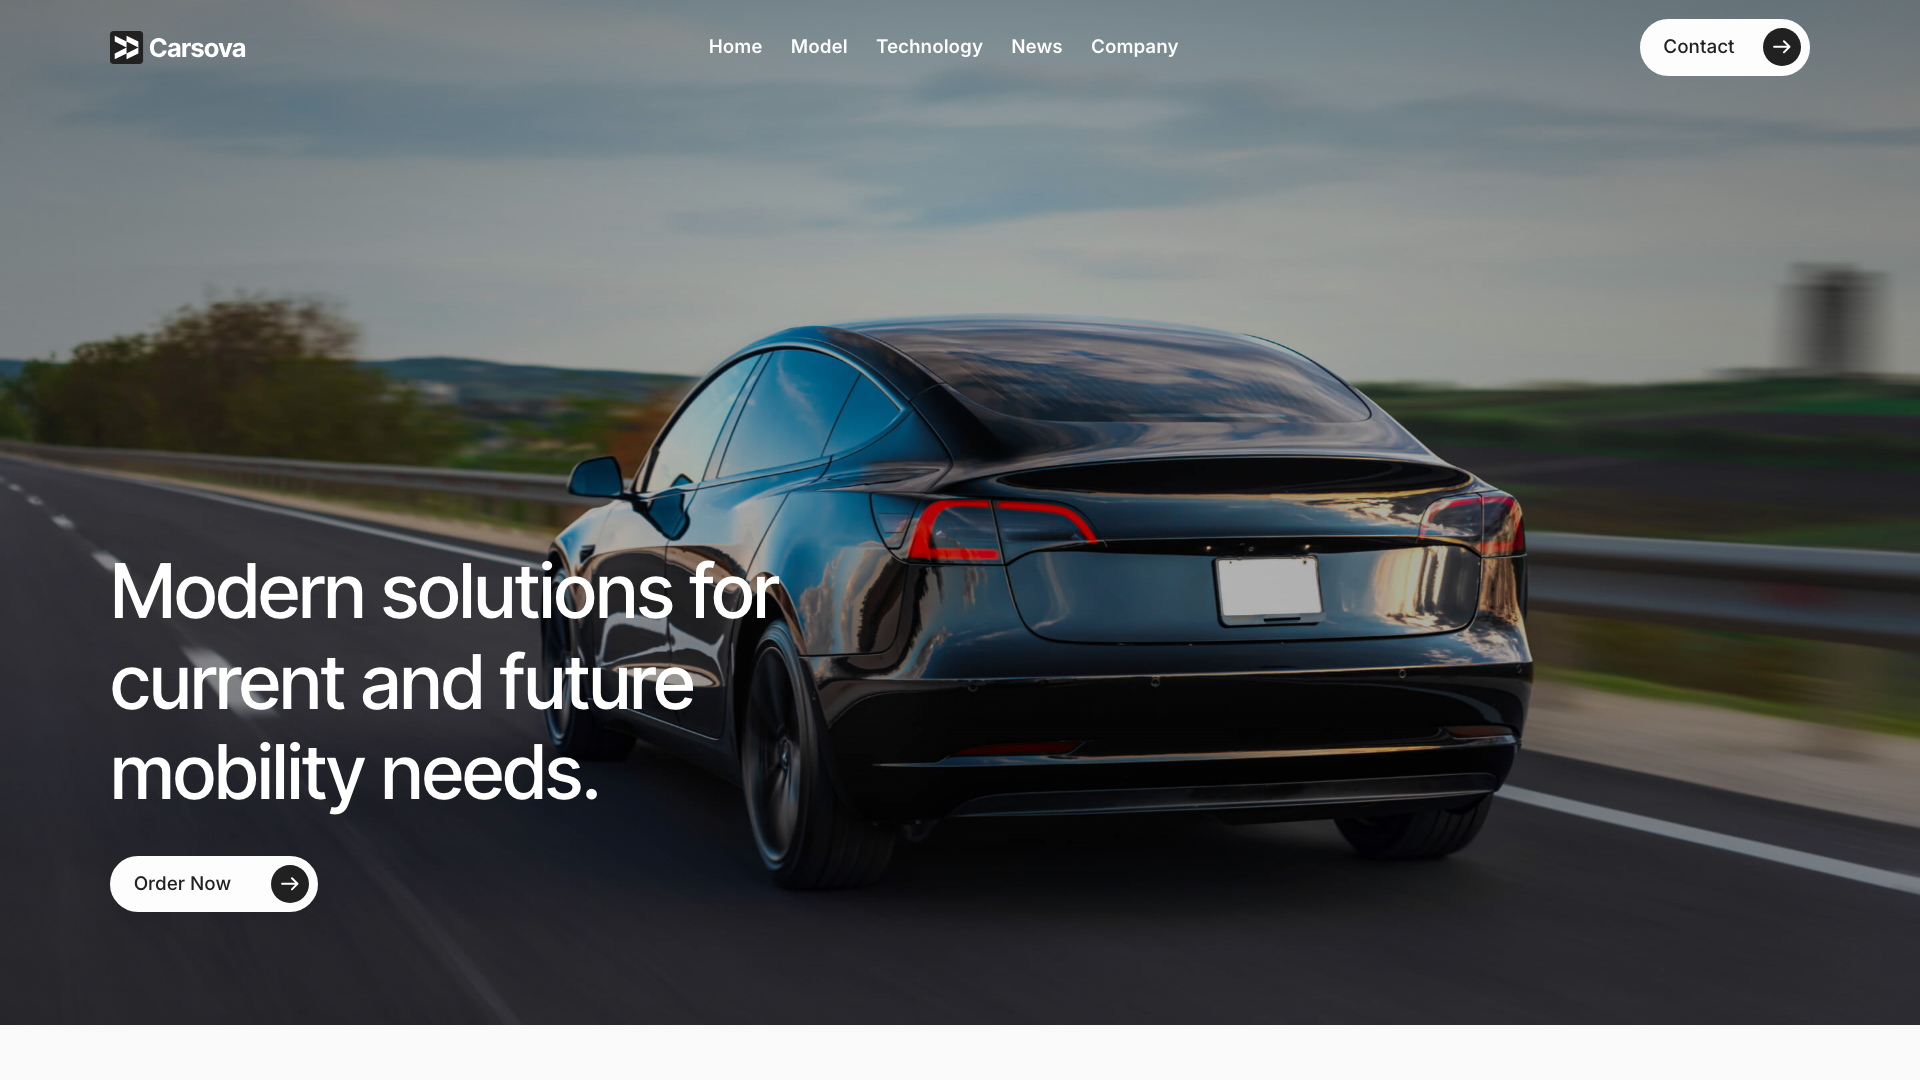 Carsova
Home Model Technology News Company
Contact
Modern solutions for
current and future
mobility needs.
Order Now